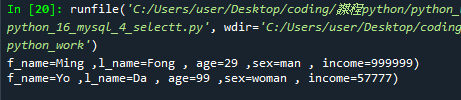 In [20]: runfile('C:/Users/user/Desktop/coding/課程python/python_
python_16_mysql_4_selectt.py', wdir='C:/Users/user/Desktop/coding
python_work')
f_name=Ming ,l_name=Fong , age=29 ,sex=man , income=999999)
f_name=Yo ,l_name=Da , age=99 ,sex=woman , income=57777)